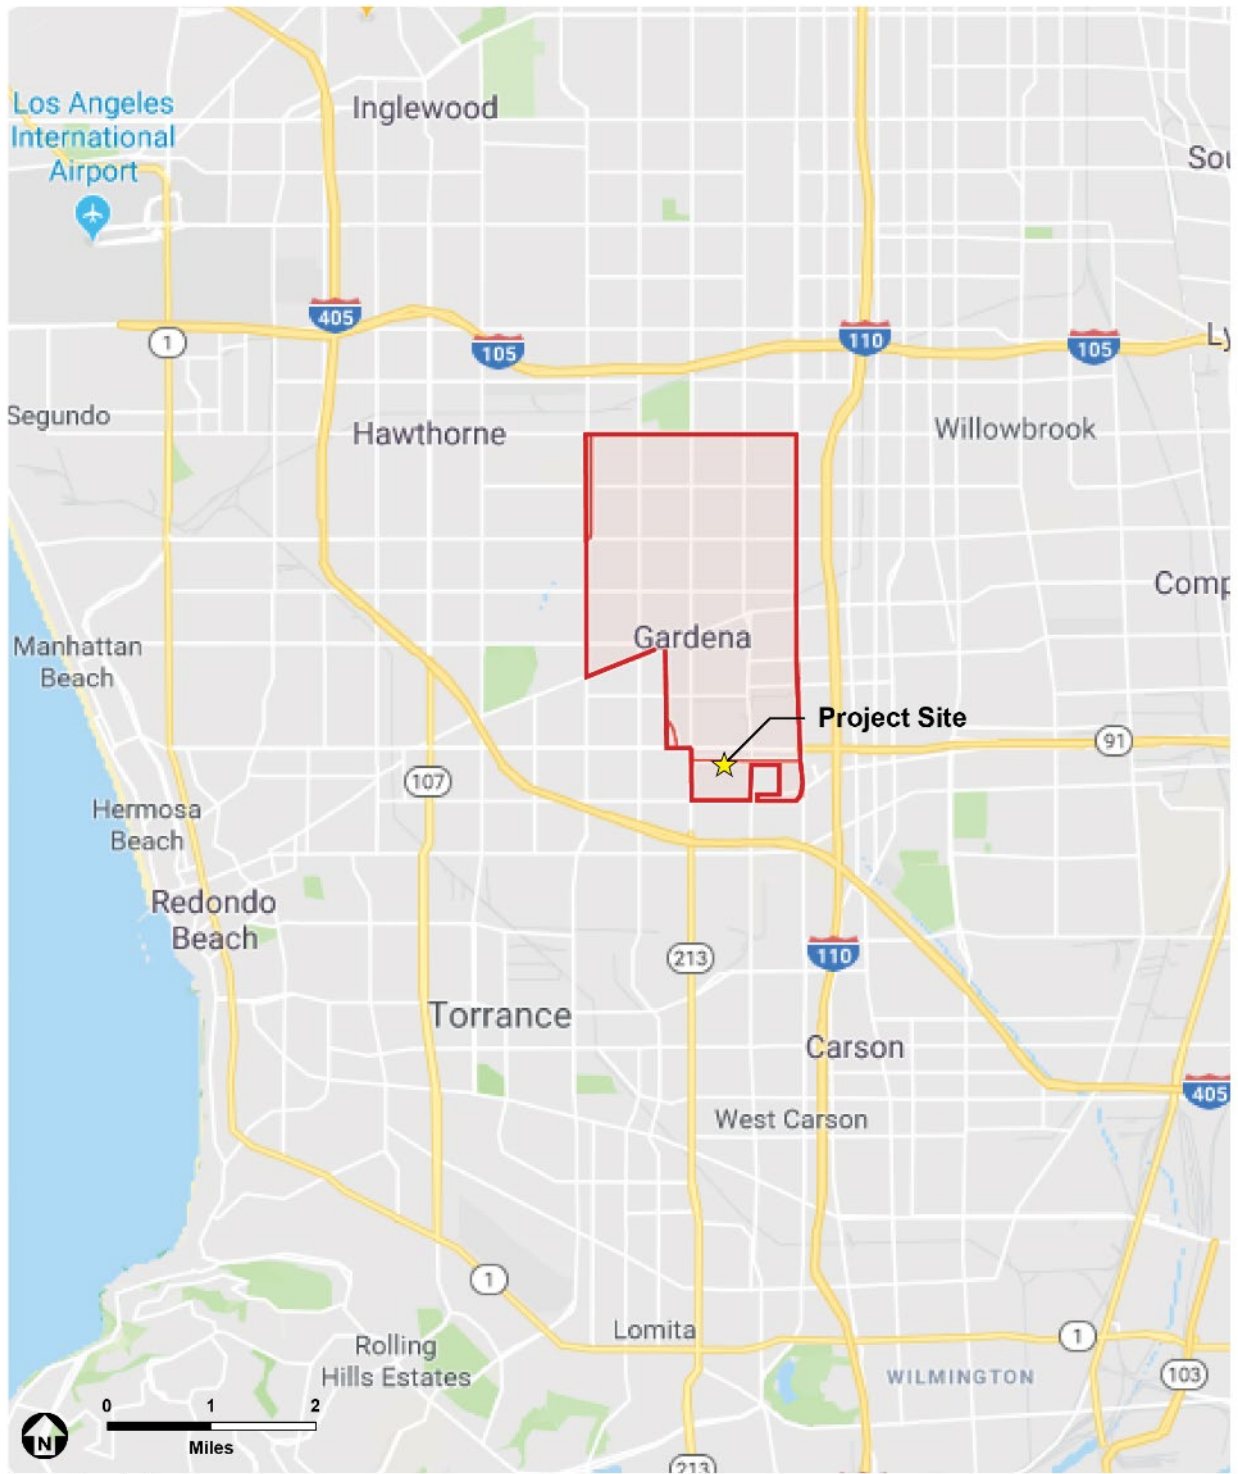 Inglewood
Los Angeles
International
Airport
Sou
405
1
105
110
105
Ly
Segundo
Hawthorne
Willowbrook
Comp
Gardena
Manhattan
Beach
Project Site
91
107
Hermosa
Beach
Redondo
Beach
213
110
Torrance
Carson
405
West Carson
1
Lomita
1
Rolling
Hills Estates
WILMINGTON
103
0 1 2
Miles
N
213